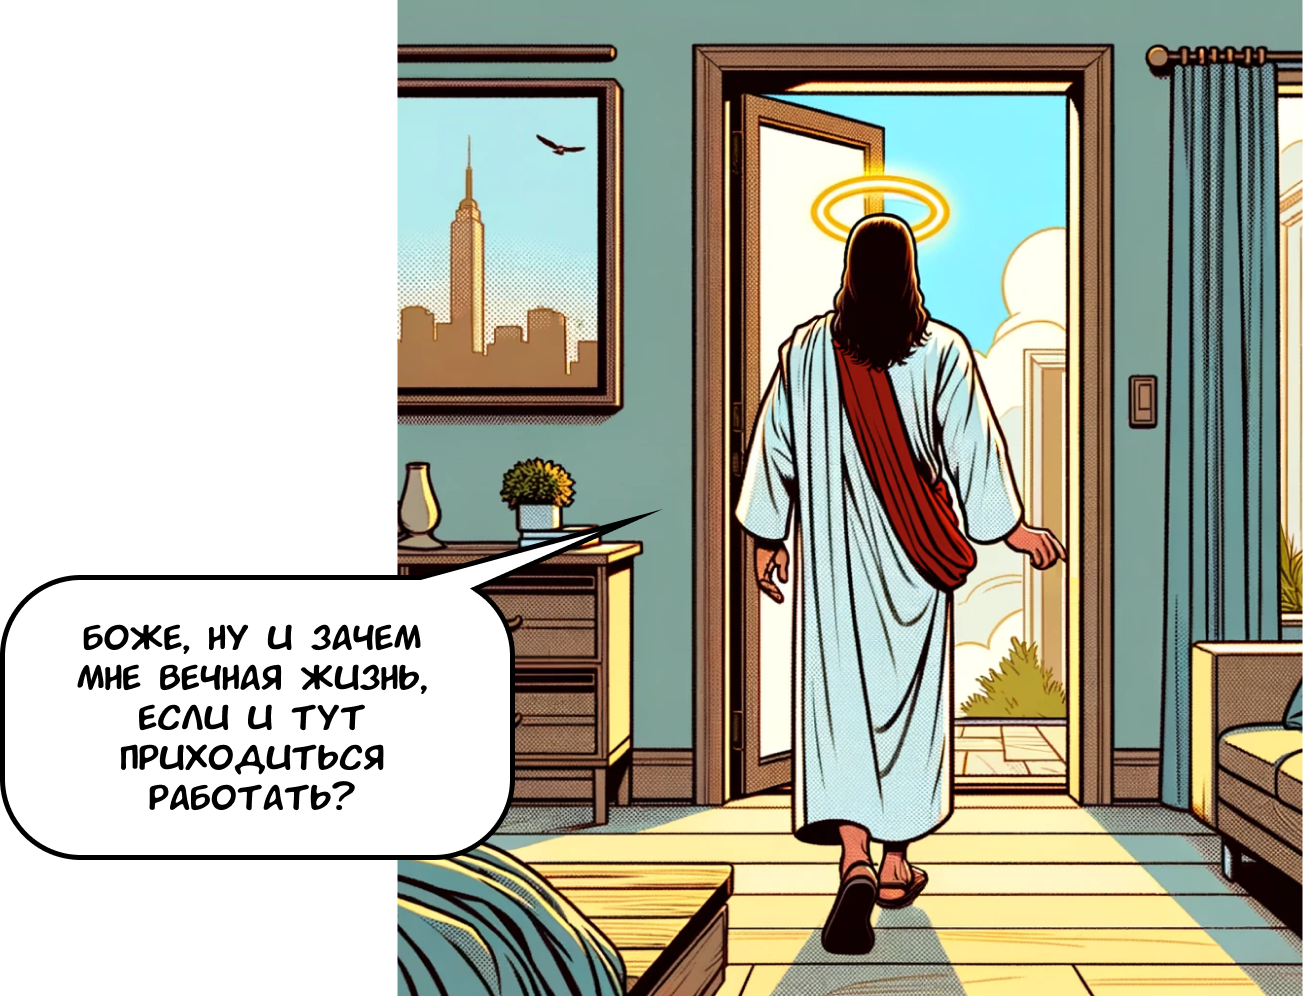 БОЖЕ, НУ И ЗАЧЕМ
МНЕ ВЕЧНАЯ ЖИЗНЬ,
ЕСЛИ И ТУТ
ПРИХОДИТЬСЯ
РАБОТАТЬ?